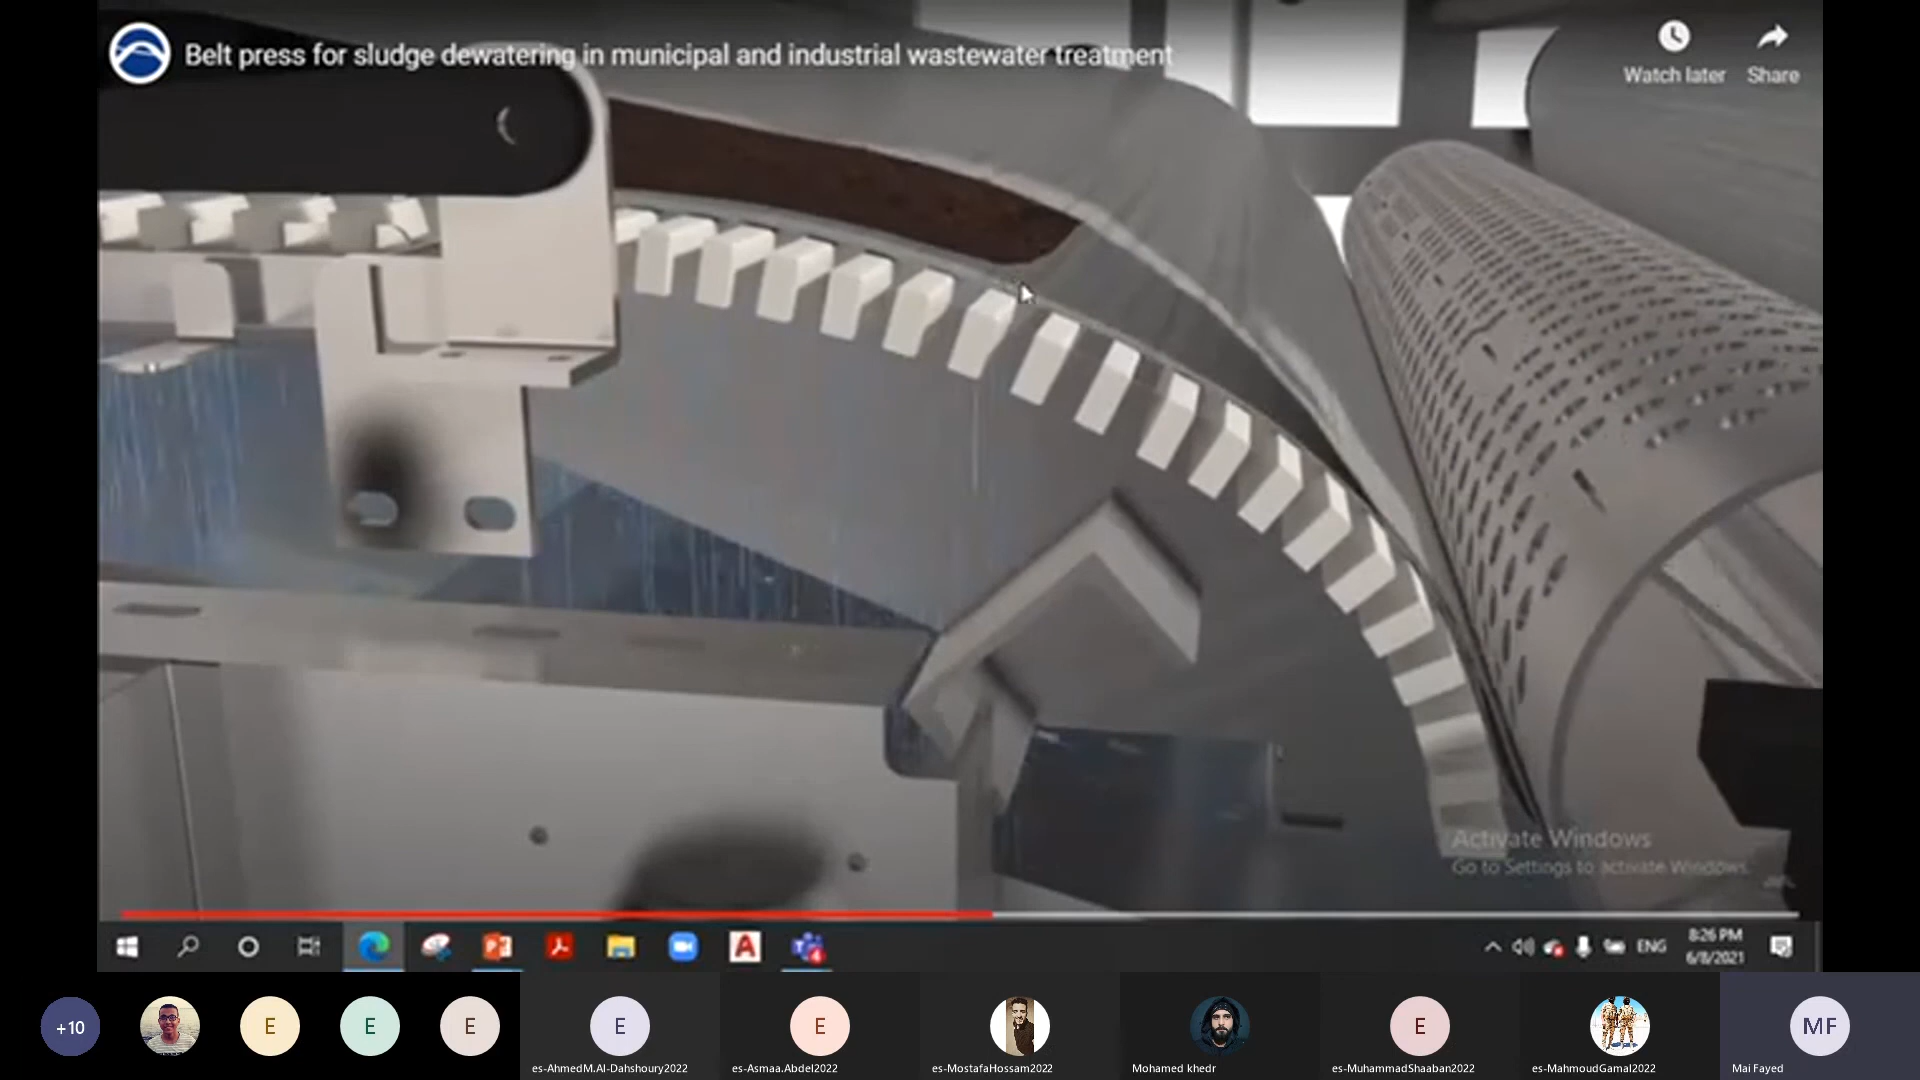 Belt press for sludge dewatering in municipal and industrial wastewater treatment
Watch later
Share
Activate Windows
Go to Settings to activate Windows.
ENG
8:26 PM
6/8/2021
4
+10
E
E
E
E
E
E
MF
es-AhmedM.Al-Dahshoury2022
es-Asmaa.Abdel2022
es-MostafaHossam2022
Mohamed khedr
es-MuhammadShaaban2022
es-MahmoudGamal2022
Mai Fayed